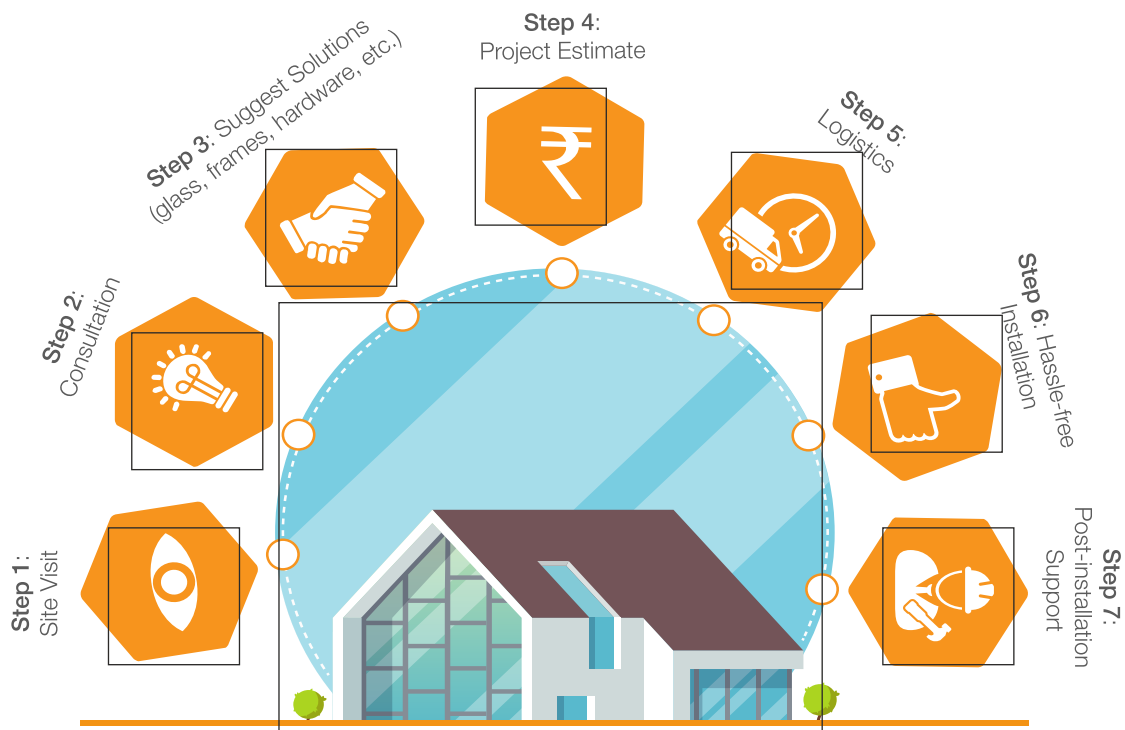 Step 1:
Site Visit
Step 2:
Consultation
Step 3: Suggest Solutions
(glass, frames, hardware, etc.)
Step 4:
Project Estimate
₹
Step 5:
Logistics
Step 6: Hassle-free
Installation
Step 7:
Post-installation
Support